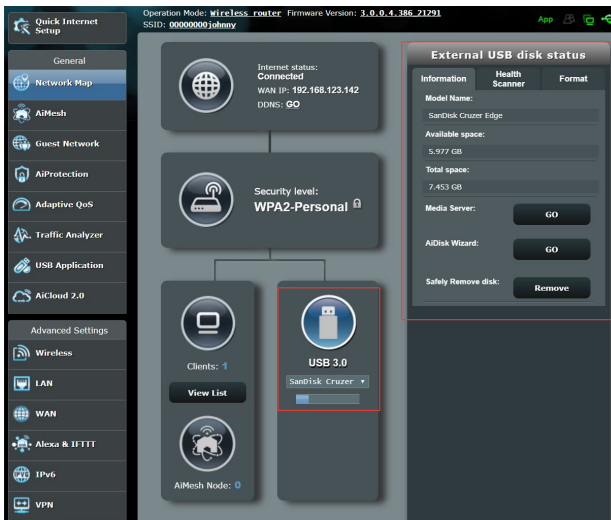 Quick Internet
Setup
Operation Mode: Wireless router Firmware Version: 3.0.0.4.386_21291
SSID: 00000000johnny
App
General
Network Map
AiMesh
Guest Network
AiProtection
Adaptive QoS
Traffic Analyzer
USB Application
AiCloud 2.0
Advanced Settings
Wireless
LAN
WAN
Alexa & IFTTT
IPv6
VPN
Internet status:
Connected
WAN IP: 192.168.123.142
DDNS: GO
Security level:
WPA2-Personal
Clients: 1
View List
AiMesh Node: 0
USB 3.0
SanDisk Cruzer
External USB disk status
Information
Health
Scanner
Format
Model Name:
SanDisk Cruzer Edge
Available space:
5.977 GB
Total space:
7.453 GB
Media Server:
GO
AiDisk Wizard:
GO
Safely Remove disk:
Remove